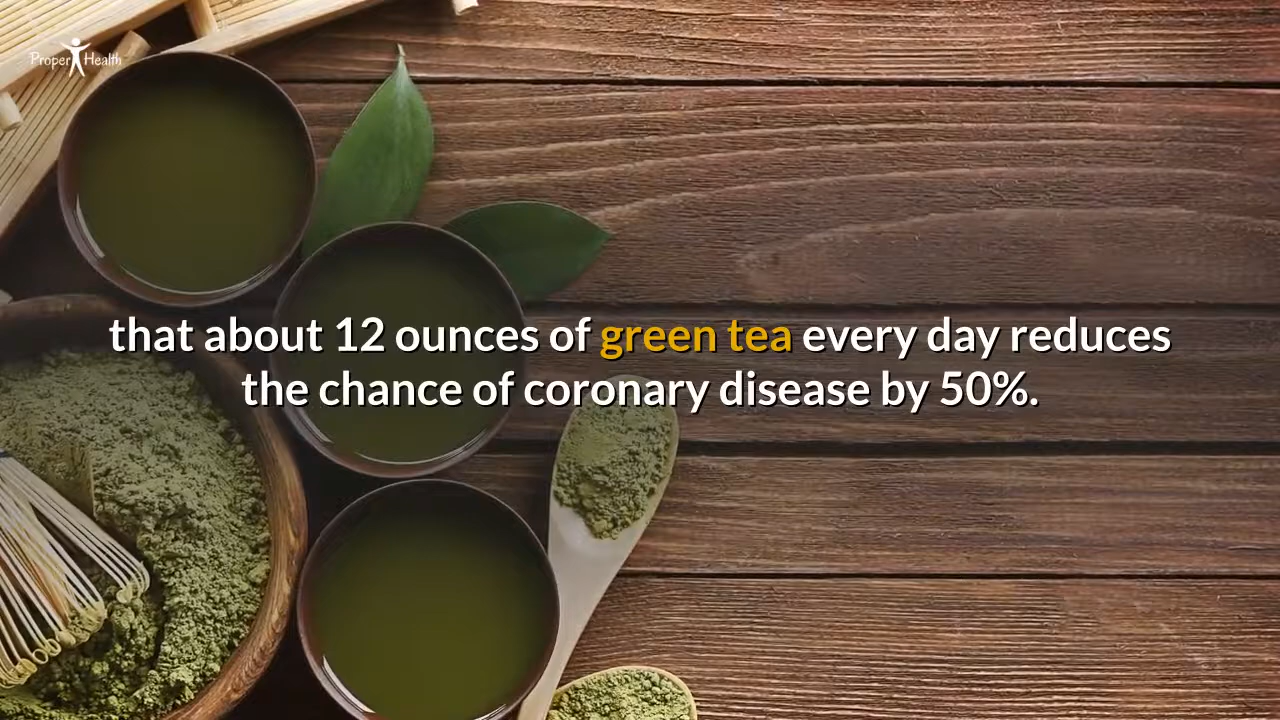 Proper Health
that about 12 ounces of green tea every day reduces
the chance of coronary disease by 50%.